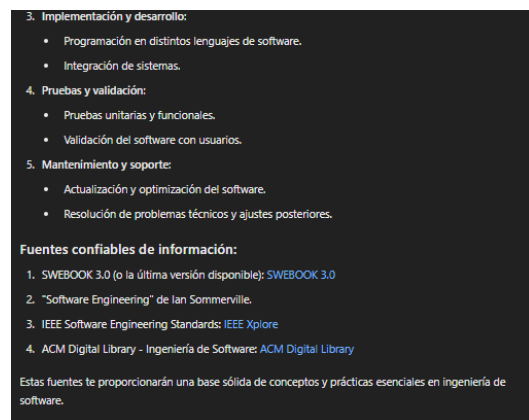 3. Implementación y desarrollo:
• Programación en distintos lenguajes de software.
• Integración de sistemas.
4. Pruebas y validación:
• Pruebas unitarias y funcionales.
• Validación del software con usuarios.
5. Mantenimiento y soporte:
• Actualización y optimización del software.
• Resolución de problemas técnicos y ajustes posteriores.
Fuentes confiables de información:
1. SWEBOOK 3.0 (o la última versión disponible): SWEBOOK 3.0
2. "Software Engineering" de Ian Sommerville.
3. IEEE Software Engineering Standards: IEEE Xplore
4. ACM Digital Library - Ingeniería de Software: ACM Digital Library
Estas fuentes te proporcionarán una base sólida de conceptos y prácticas esenciales en ingeniería de
software.